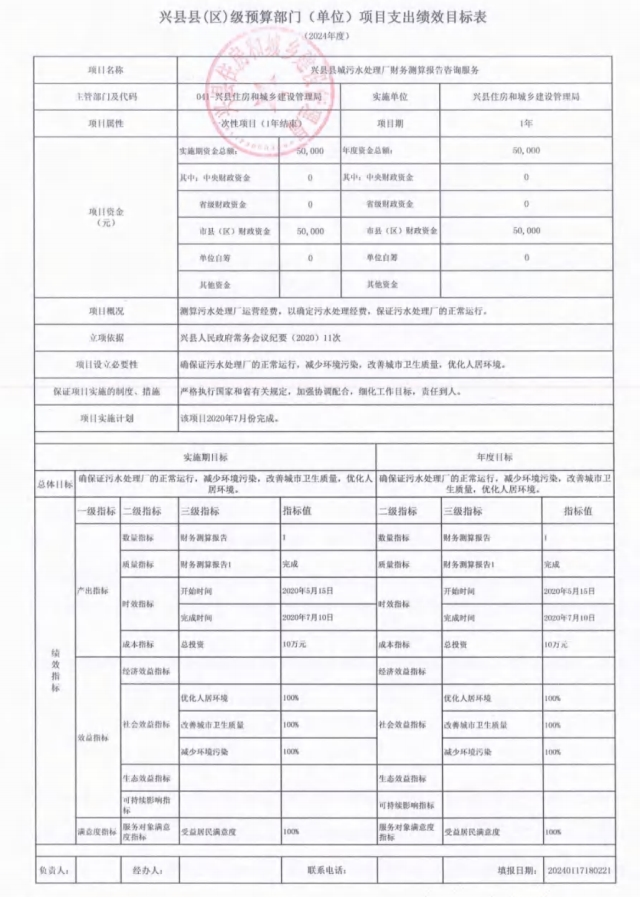 兴县县(区)级预算部门（单位）项目支出绩效目标表
（2024年度）
项目名称 兴县县城污水处理厂财务测算报告咨询服务
主管部门及代码 041-兴县住房和城乡建设管理局 实施单位 兴县住房和城乡建设管理局
项目属性 一次性项目（1年结束） 项目期 1年
项目资金（元） 实施期资金总额： 50,000 年度资金总额： 50,000
其中：中央财政资金 0 其中：中央财政资金 0
省级财政资金 0 省级财政资金 0
市县（区）财政资金 50,000 市县（区）财政资金 50,000
单位自筹 0 单位自筹 0
其他资金 其他资金
项目概况 测算污水处理厂运营经费，以确定污水处理经费，保证污水处理厂的正常运行。
立项依据 兴县人民政府常务会议纪要（2020）11次
项目设立必要性 确保证污水处理厂的正常运行，减少环境污染，改善城市卫生质量，优化人居环境。
保证项目实施的制度、措施 严格执行国家和省有关规定，加强协调配合，细化工作目标，责任到人。
项目实施计划 该项目2020年7月份完成。
实施期目标 年度目标
总体目标 确保证污水处理厂的正常运行，减少环境污染，改善城市卫生质量，优化人居环境。 确保证污水处理厂的正常运行，减少环境污染，改善城市卫生质量，优化人居环境。
绩效指标 一级指标 二级指标 三级指标 指标值 二级指标 三级指标 指标值
产出指标 数量指标 财务测算报告 1 数量指标 财务测算报告 1
质量指标 财务测算报告1 完成 质量指标 财务测算报告1 完成
时效指标 开始时间 2020年5月15日 时效指标 开始时间 2020年5月15日
完成时间 2020年7月10日 完成时间 2020年7月10日
成本指标 总投资 10万元 成本指标 总投资 10万元
效益指标 经济效益指标 经济效益指标
社会效益指标 优化人居环境 100% 社会效益指标 优化人居环境 100%
改善城市卫生质量 100% 改善城市卫生质量 100%
减少环境污染 100% 减少环境污染 100%
生态效益指标 生态效益指标
可持续影响指标 可持续影响指标
满意度指标 服务对象满意度指标 受益居民满意度 100% 服务对象满意度指标 受益居民满意度 100%
负责人： 经办人： 联系电话： 填报日期： 20240117180221